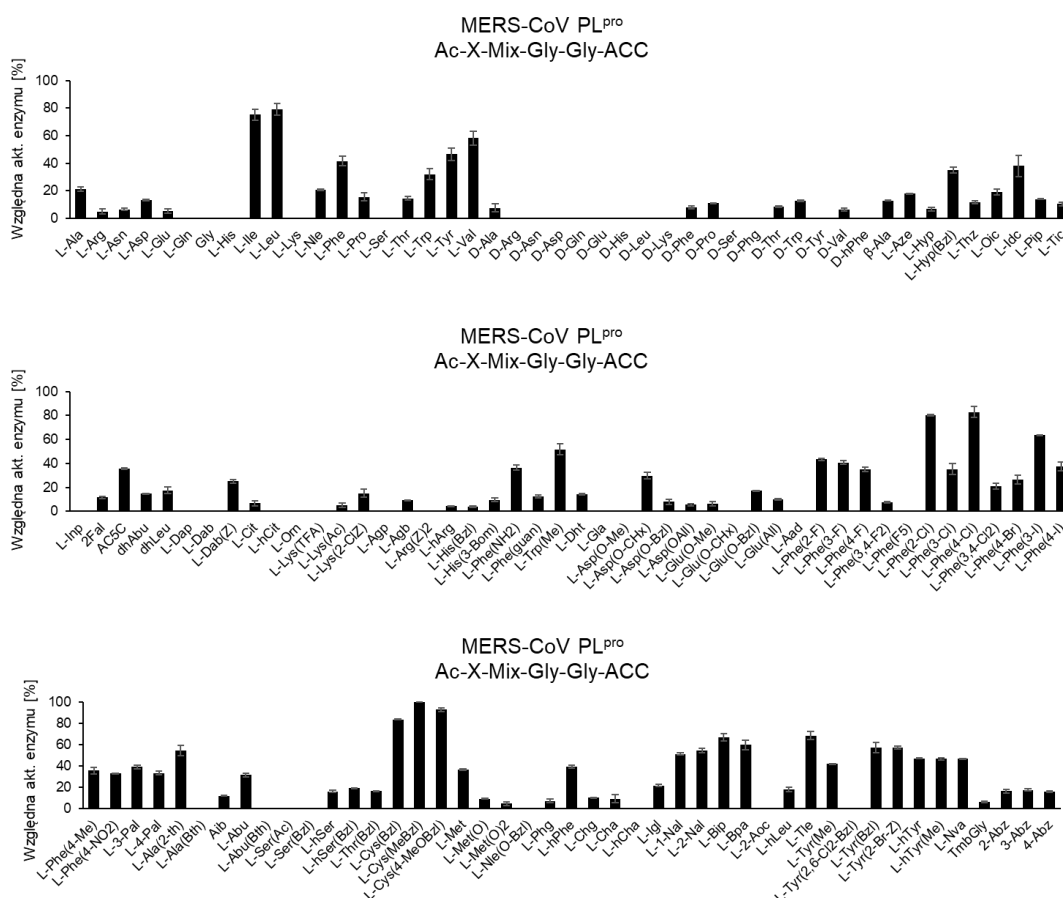 MERS-CoV PLpro
Ac-X-Mix-Gly-Gly-ACC
Względna akt. enzymu [%]
100
80
60
40
20
0
L-Ala
L-Arg
L-Asn
L-Asp
L-Glu
L-Gln
Gly
L-His
L-Ile
L-Leu
L-Lys
L-Nle
L-Phe
L-Pro
L-Ser
L-Thr
L-Trp
L-Tyr
L-Val
D-Ala
D-Arg
D-Asn
D-Asp
D-Gln
D-Glu
D-His
D-Leu
D-Lys
D-Phe
D-Pro
D-Ser
D-Phg
D-Thr
D-Trp
D-Tyr
D-Val
D-hPhe
β-Ala
L-Aze
L-Hyp
L-Hyp(Bzl)
L-Thz
L-Oic
L-Idc
L-Pip
L-Tic
MERS-CoV PLpro
Ac-X-Mix-Gly-Gly-ACC
Względna akt. enzymu [%]
100
80
60
40
20
0
L-Inp
2Fal
AC5C
dhAbu
dhLeu
L-Dap
L-Dab
L-Dab(Z)
L-Cit
L-hCit
L-Orn
L-Lys(TFA)
L-Lys(Ac)
L-Lys(2-ClZ)
L-Agp
L-Agb
L-Arg(Z)2
L-hArg
L-His(Bzl)
L-His(3-Bom)
L-Phe(NH2)
L-Phe(guan)
L-Trp(Me)
L-Dht
L-Gla
L-Asp(O-Me)
L-Asp(O-CHx)
L-Asp(O-Bzl)
L-Asp(OAll)
L-Glu(O-Me)
L-Glu(O-CHx)
L-Glu(O-Bzl)
L-Glu(All)
L-Aad
L-Phe(2-F)
L-Phe(3-F)
L-Phe(4-F)
L-Phe(3,4-F2)
L-Phe(F5)
L-Phe(2-Cl)
L-Phe(3-Cl)
L-Phe(4-Cl)
L-Phe(3,4-Cl2)
L-Phe(4-Br)
L-Phe(3-I)
L-Phe(4-I)
MERS-CoV PLpro
Ac-X-Mix-Gly-Gly-ACC
Względna akt. enzymu [%]
100
80
60
40
20
0
L-Phe(4-Me)
L-Phe(4-NO2)
L-3-Pal
L-4-Pal
L-Ala(2-th)
L-Ala(Bth)
Aib
L-Abu
L-Abu(Bth)
L-Ser(Ac)
L-Ser(Bzl)
L-hSer
L-hSer(Bzl)
L-Thr(Bzl)
L-Cys(Bzl)
L-Cys(MeBzl)
L-Cys(4-MeOBzl)
L-Met
L-Met(O)
L-Met(O)2
L-Nle(O-Bzl)
L-Phg
L-hPhe
L-Chg
L-Cha
L-hCha
L-Igl
L-1-Nal
L-2-Nal
L-Bip
L-Bpa
L-2-Aoc
L-hLeu
L-Tle
L-Tyr(Me)
L-Tyr(2,6-Cl2-Bzl)
L-Tyr(Bzl)
L-Tyr(2-Br-Z)
L-hTyr
L-hTyr(Me)
L-Nva
TmbGly
2-Abz
3-Abz
4-Abz